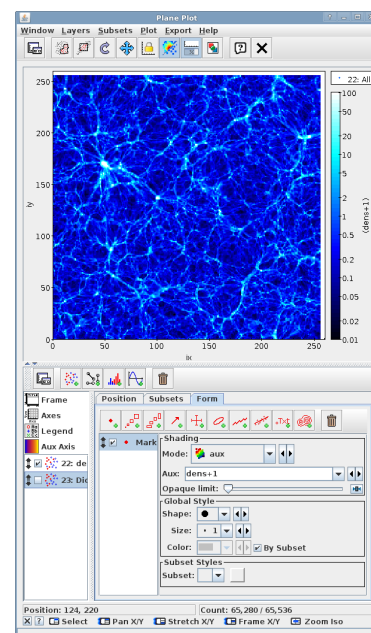 Plane Plot
Window Layers Subsets Plot Export Help
22: All
250
200
150
100
50
0
iy
0 50 100 150 200 250
ix
100
50
20
10
5
2
1
0.5
0.2
0.1
0.05
0.02
0.01
(dens+1)
Frame
Axes
Legend
Aux Axis
22: de
23: Dic
Position Subsets Form
Mark
Shading
Mode: aux
Aux: dens+1
Opaque limit:
Global Style
Shape:
Size: 1
Color: By Subset
Subset Styles
Subset:
Position: 124, 220 Count: 65,280 / 65,536
Select Pan X/Y Stretch X/Y Frame X/Y Zoom Iso